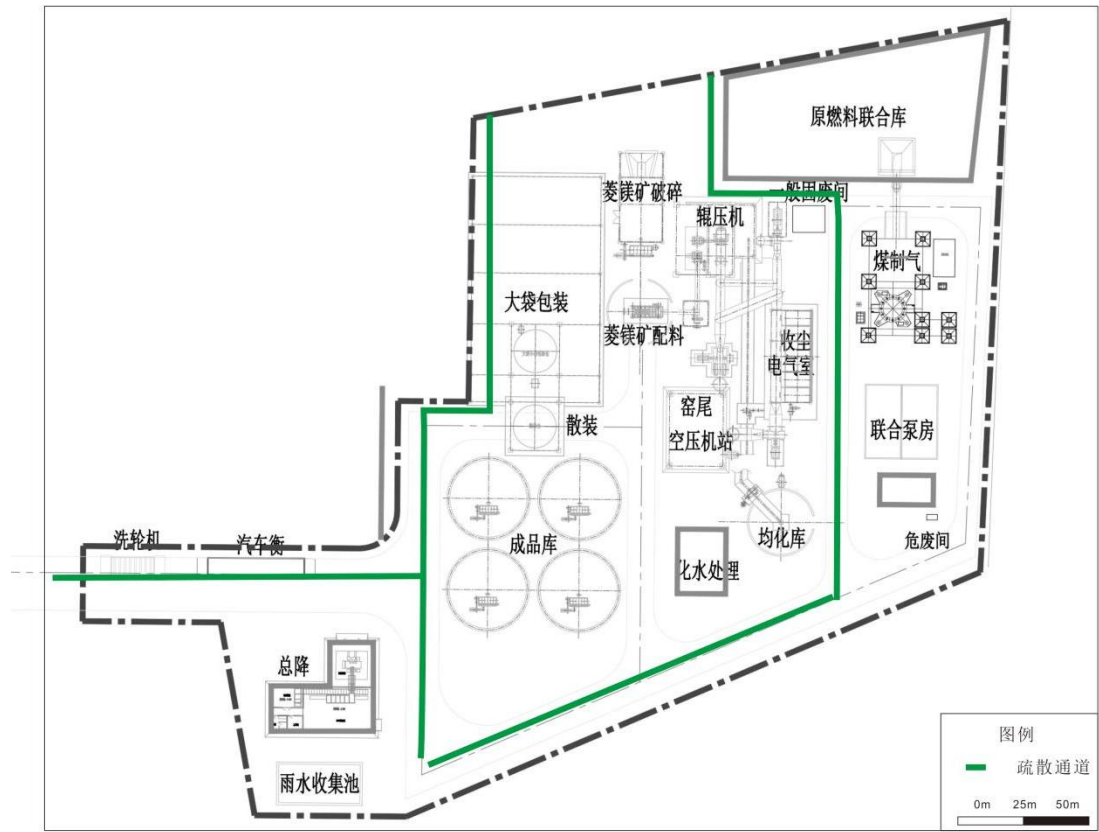 原燃料联合库
菱镁矿破碎
一般固废间
辊压机
煤制气
大袋包装
菱镁矿配料
收尘
电气室
窑尾
空压机站
散装
联合泵房
洗轮机
汽车衡
成品库
均化库
危废间
化水处理
总降
雨水收集池
图例
疏散通道
0m 25m 50m